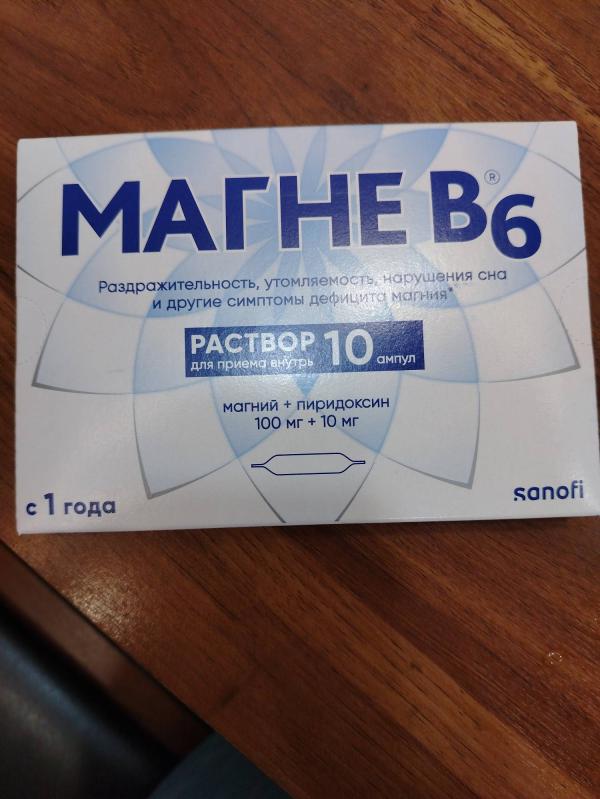 МАГНЕ В6®
Раздражительность, утомляемость, нарушения сна
и другие симптомы дефицита магния*
РАСТВОР
для приема внутрь
10 ампул
магний + пиридоксин
100 мг + 10 мг
с 1 года
sanofi